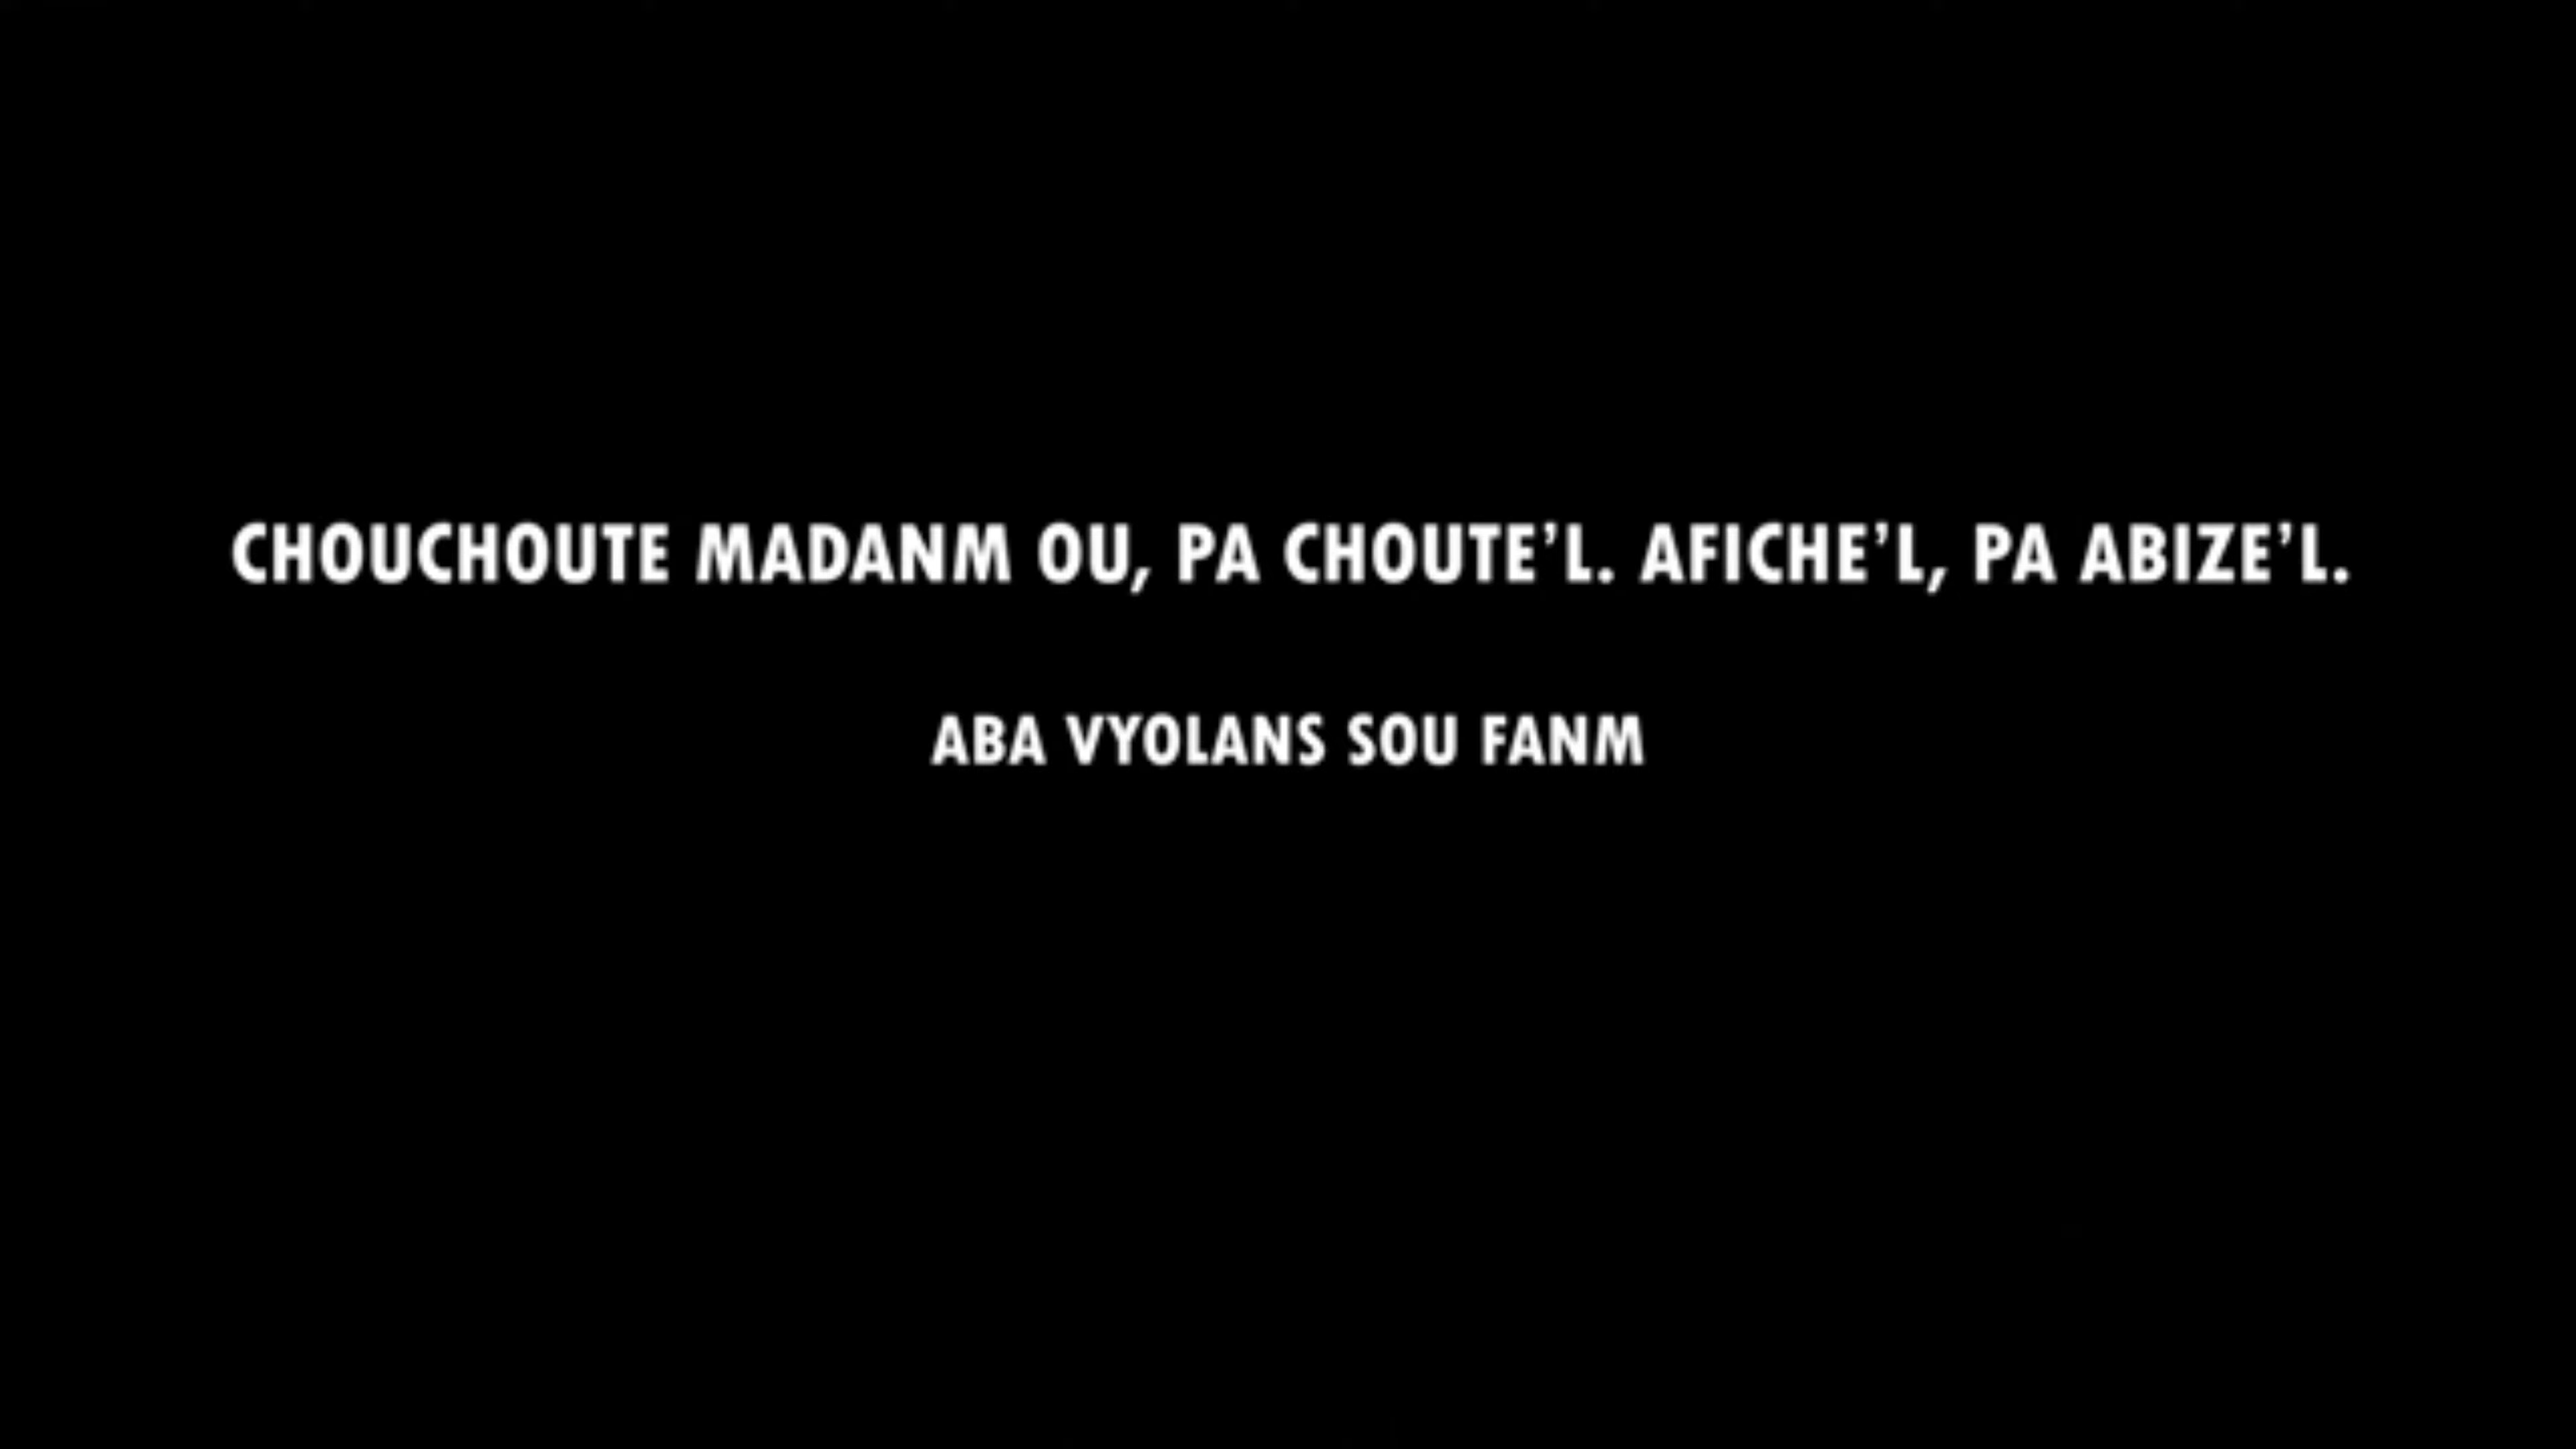 CHOUCHOUTE MADANM OU, PA CHOUTE’L. AFICHE’L, PA ABIZE’L.
ABA VYOLANS SOU FANM